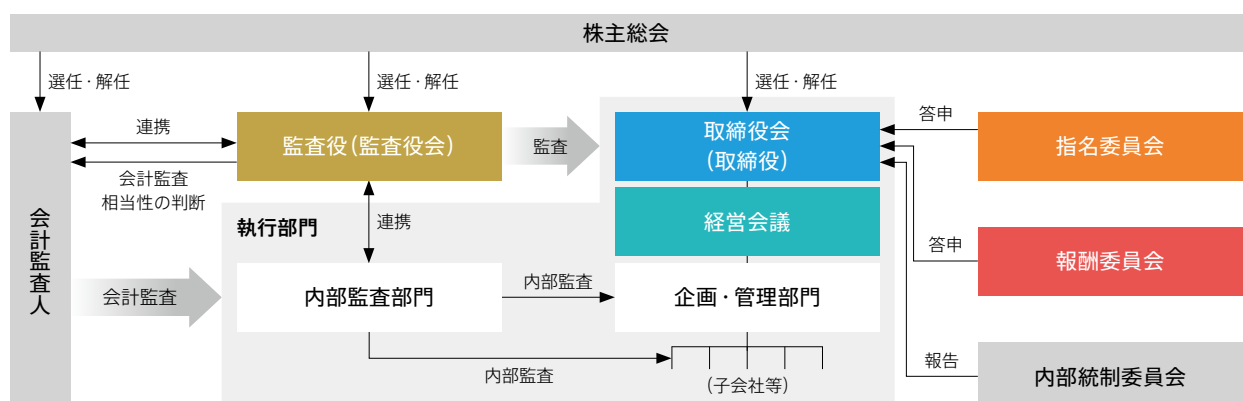 株主総会
選任・解任
選任・解任
選任・解任
連携
監査役(監査役会)
監査
取締役会
(取締役)
答申
指名委員会
会計監査
相当性の判断
執行部門
連携
経営会議
会計監査人
答申
報酬委員会
会計監査
内部監査部門
内部監査
企画・管理部門
内部監査
(子会社等)
報告
内部統制委員会